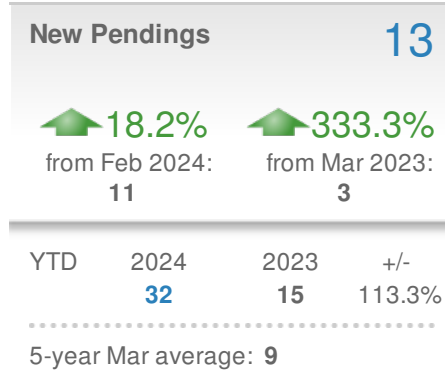 New Pendings 13
18.2% 333.3%
from Feb 2024: from Mar 2023:
11 3
YTD 2024 2023 +/-
32 15 113.3%
5-year Mar average: 9